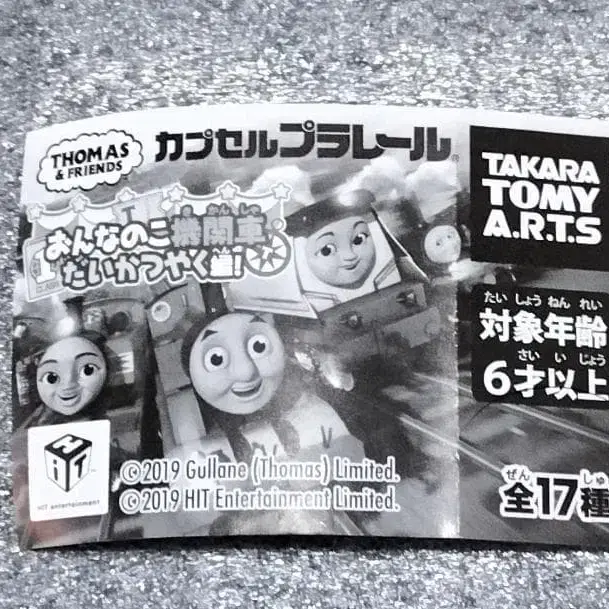 THOMAS
& FRIENDS
カプセルプラレール
TAKARA
TOMY
A.R.T.S
おんなのこ機関車
だいかつやく編!
たい しょう ねん れい
対象年齢
さい い じょう
6才以上
HiT
HIT entertainment
©2019 Gullane (Thomas) Limited.
©2019 HIT Entertainment Limited.
ぜん しゅ
全17種